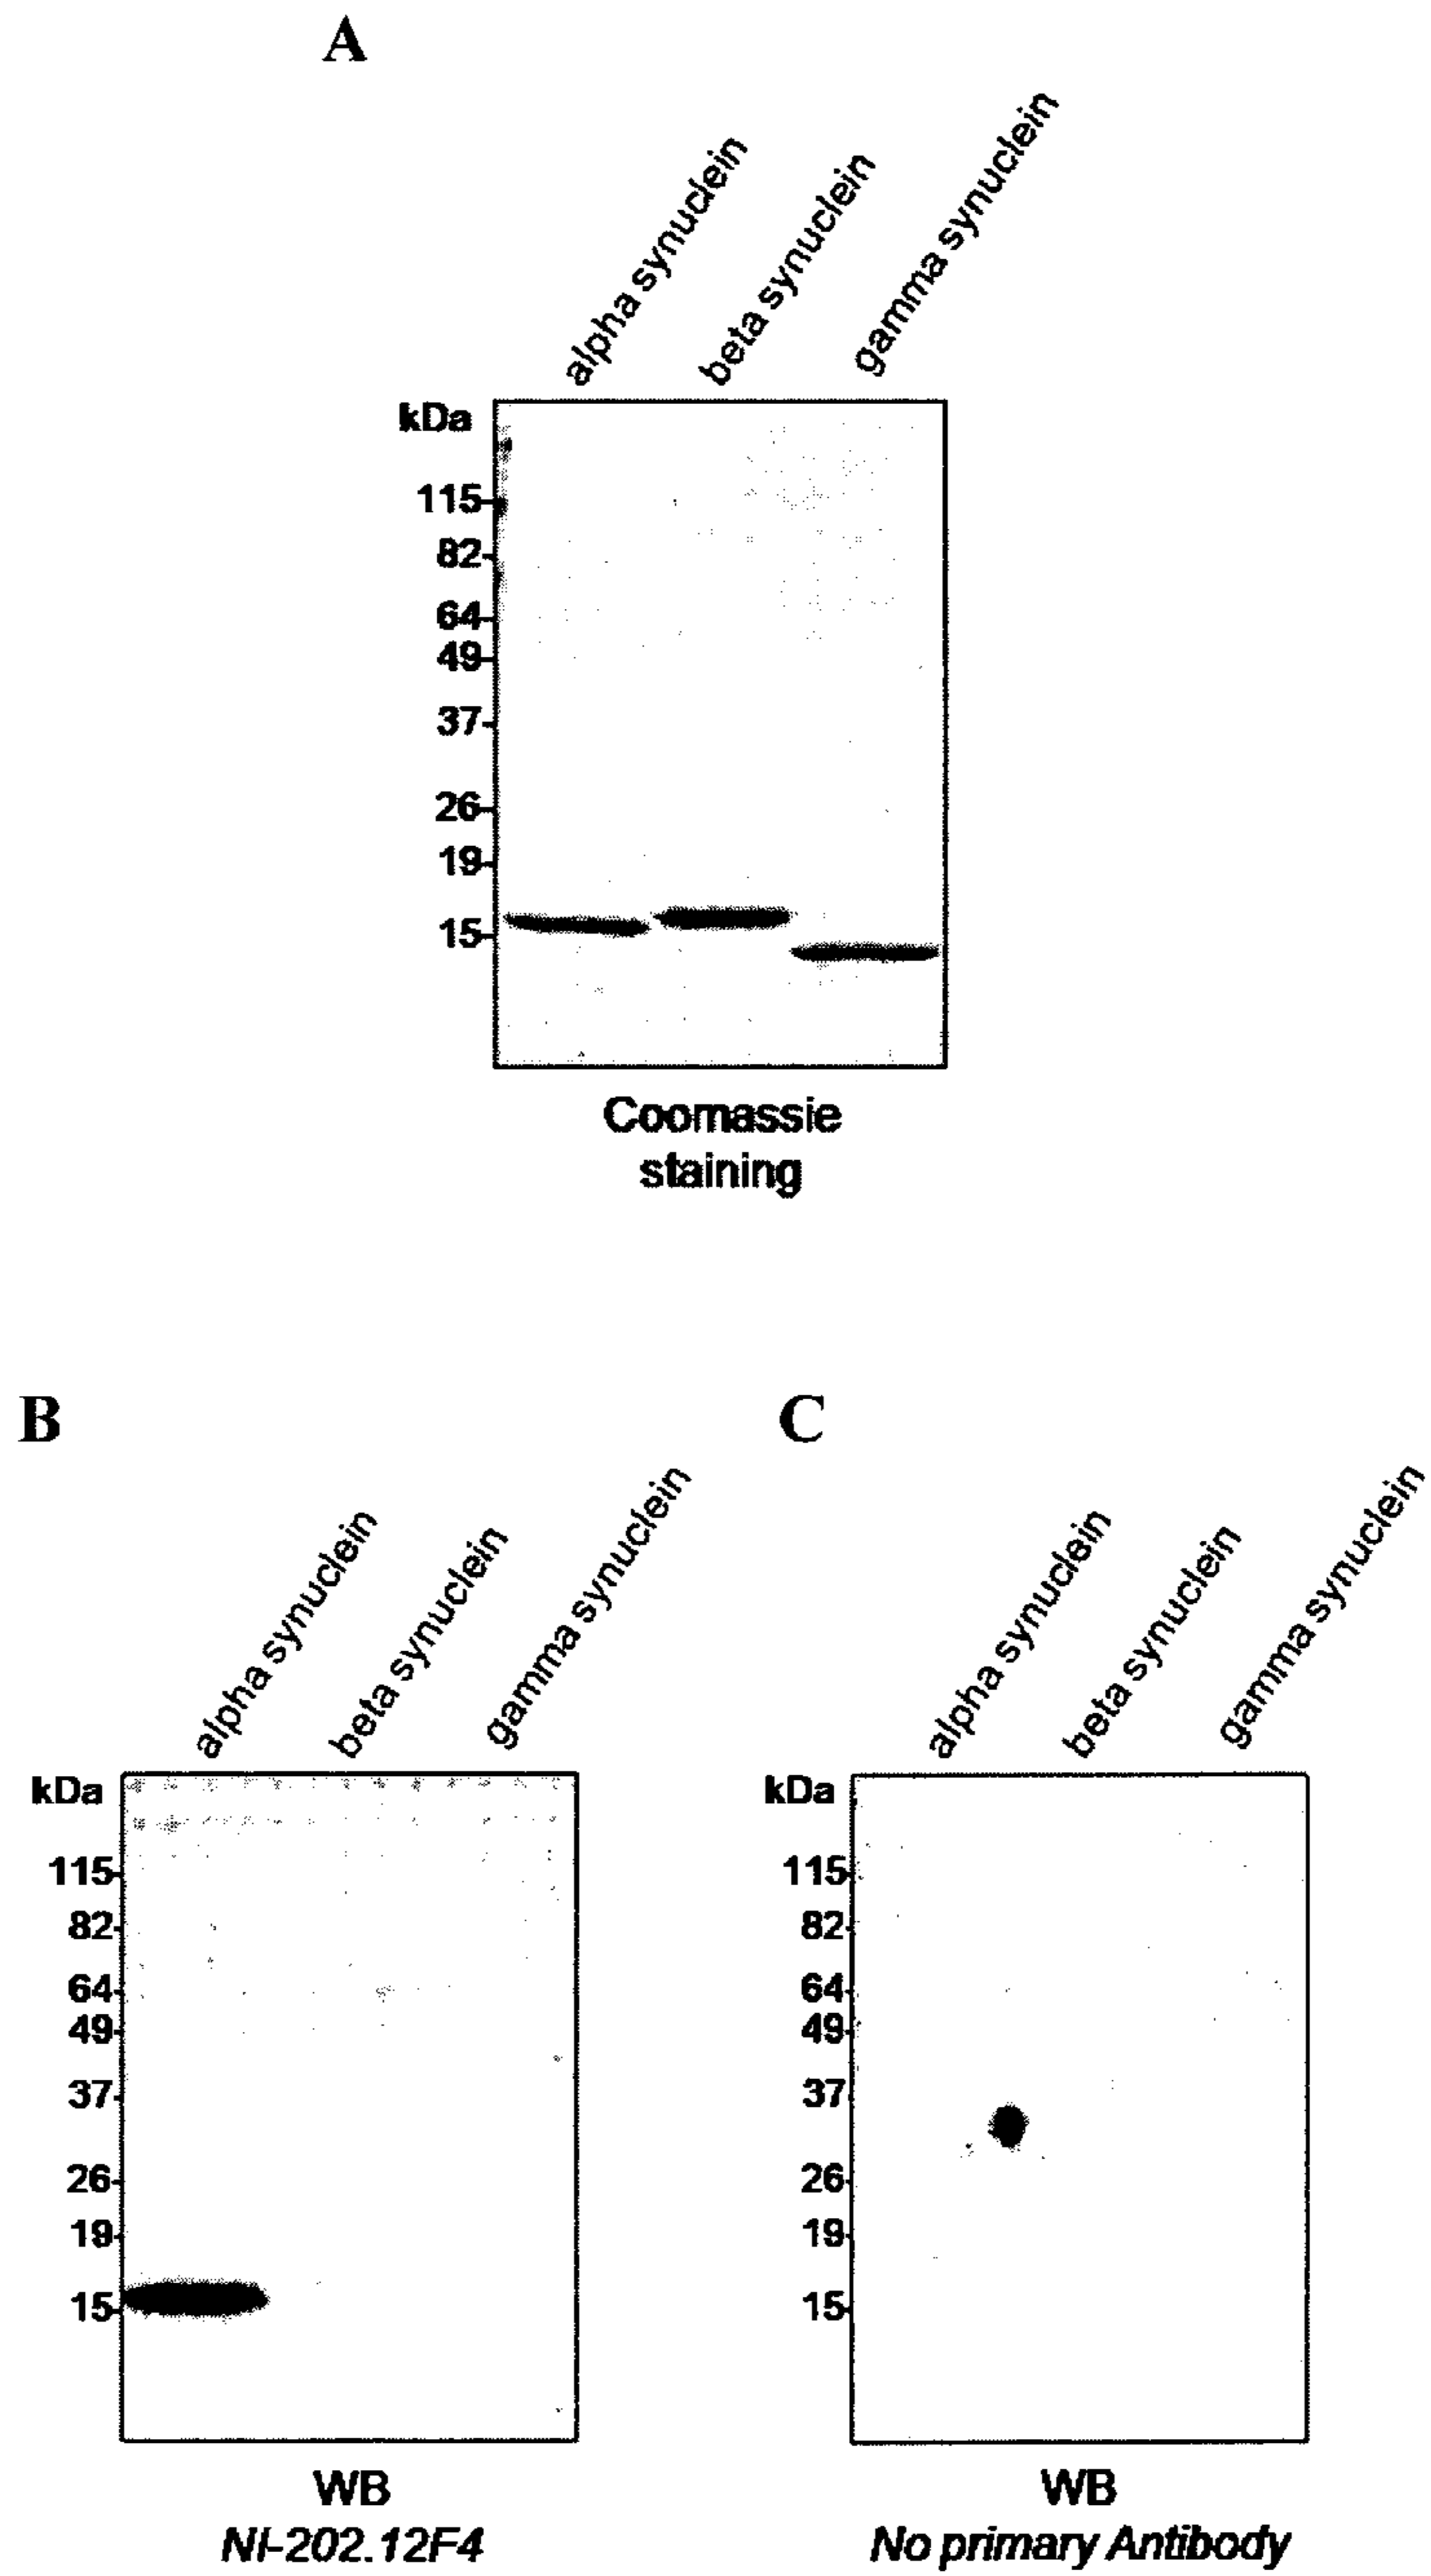 A
alpha synuclein
beta synuclein
gamma synuclein
kDa
115
82
64
49
37
26
19
15
Coomassie
staining
B
alpha synuclein
beta synuclein
gamma synuclein
kDa
115
82
64
49
37
26
19
15
WB
NI-202.12F4
C
alpha synuclein
beta synuclein
gamma synuclein
kDa
115
82
64
49
37
26
19
15
WB
No primary Antibody